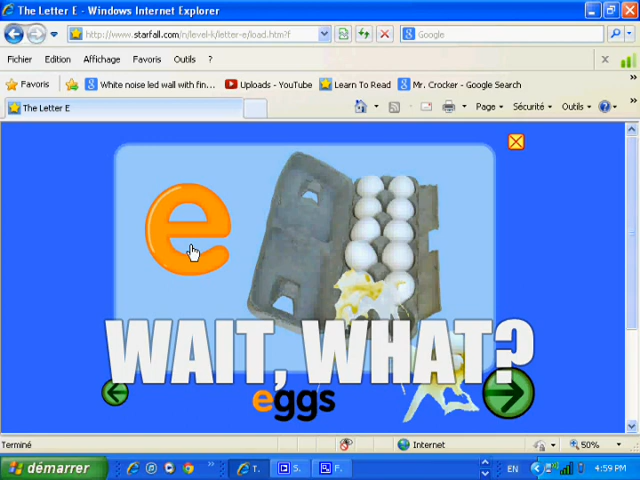 The Letter E - Windows Internet Explorer
http://www.starfall.com/n/level-k/letter-e/load.htm?f
Google
Fichier Edition Affichage Favoris Outils ?
Favoris White noise led wall with fin... Uploads - YouTube Learn To Read Mr. Crocker - Google Search
The Letter E
Page Sécurité Outils
e
WAIT, WHAT?
eggs
Terminé Internet 50%
démarrer T. S. F. EN 4:59 PM